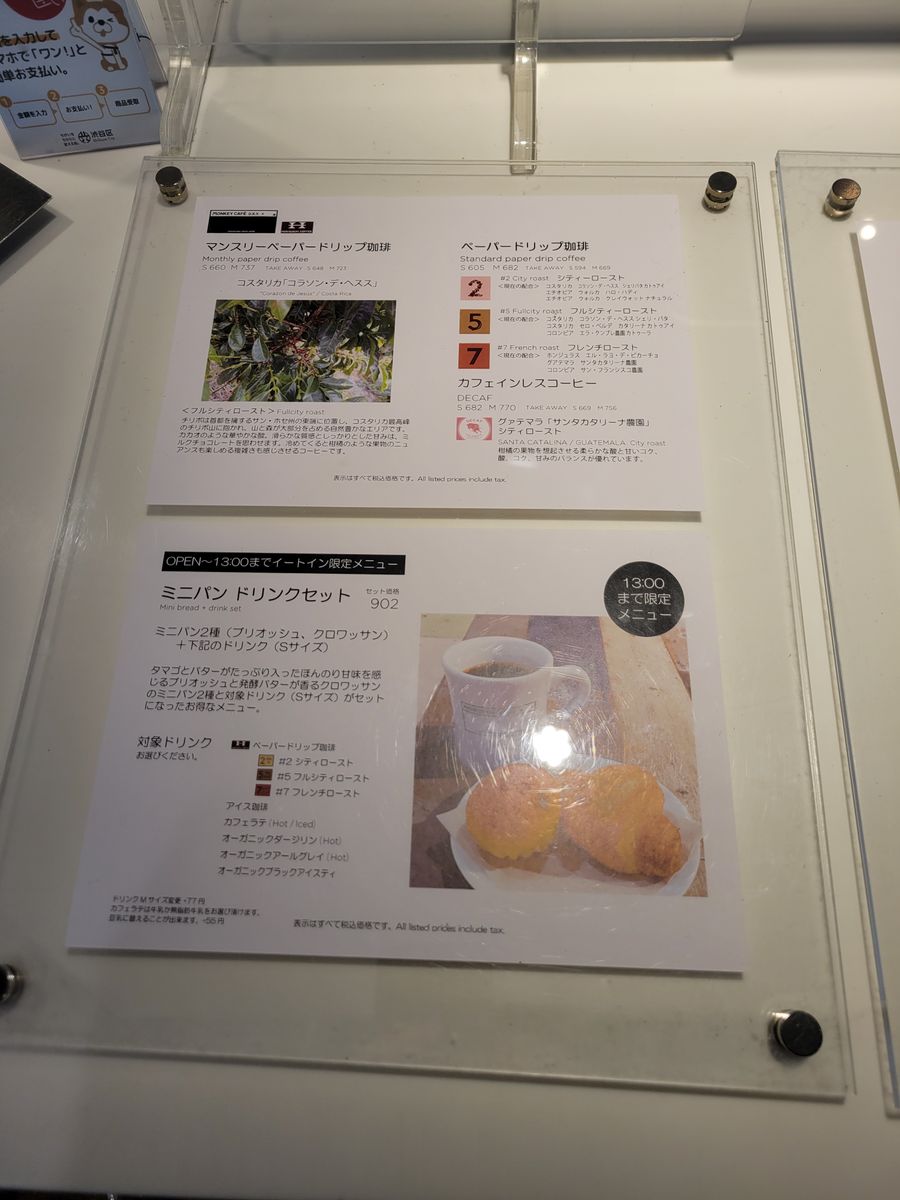 を入力して
マホで「ワン！」と
簡単お支払い。
1 金額を入力
2 お支払い！
3 商品受取
渋谷区
MONKEY CAFÉ D.K.Y
マンスリーペーパードリップ珈琲
Monthly paper drip coffee
S 660 M 737 TAKE AWAY S 648 M 723
コスタリカ「コラソン・デ・ヘスス」
"Corazon de Jesus" / Costa Rica
＜フルシティロースト＞Fullcity roast
チリポは首都を擁するサン・ホセ州の東端に位置し、コスタリカ最高峰
のチリポ山に抱かれ、山と森が大部分を占める自然豊かなエリアです。
カカオのような華やかな酸。滑らかな質感としっかりとした甘みは、ミ
ルクチョコレートを思わせます。冷めてくると柑橘のような果物のニュ
アンスも楽しめる複雑さも感じさせるコーヒーです。
ペーパードリップ珈琲
Standard paper drip coffee
S 605 M 682 TAKE AWAY S 594 M 669
2
#2 City roast シティーロースト
＜現在の配合＞ コスタリカ コラソン・デ・ヘスス シェリバタ カトゥアイ
エチオピア ウォルカ ハロ・ハディ
エチオピア ウォルカ ナチュラル
5
#5 Fullcity roast フルシティーロースト
＜現在の配合＞ コスタリカ コラソン・デ・ヘスス シェリ・バタ
コスタリカ セロ・ベルデ カタリーナ カトゥアイ
コロンビア エラ・ケンブレ農園カトゥーラ
7
#7 French roast フレンチロースト
＜現在の配合＞ ホンジュラス エル・ラヨ・デ・ピカーチョ
グアテマラ サンタカタリーナ農園
コロンビア サン・フランシスコ農園
カフェインレスコーヒー
DECAF
S 682 M 770 TAKE AWAY S 669 M 756
グァテマラ「サンタカタリーナ農園」
シティロースト
SANTA CATALINA / GUATEMALA: City roast
柑橘の果物を想起させる柔らかな酸と甘いコク、
酸、コク、甘みのバランスが優れています。
表示はすべて税込価格です。All listed prices include tax.
OPEN〜13:00までイートイン限定メニュー
ミニパン ドリンクセット
セット価格
902
Mini bread + drink set
13:00
まで限定
メニュー
ミニパン2種（ブリオッシュ、クロワッサン）
＋下記のドリンク（Sサイズ）
タマゴとバターがたっぷり入ったほんのり甘味を感
じるブリオッシュと発酵バターが香るクロワッサン
のミニパン2種と対象ドリンク（Sサイズ）がセット
になったお得なメニュー。
対象ドリンク
お選びください。
ペーパードリップ珈琲
#2 シティロースト
#5 フルシティロースト
#7 フレンチロースト
アイス珈琲
カフェラテ（Hot / Iced）
オーガニックダージリン（Hot）
オーガニックアールグレイ（Hot）
オーガニックブラックアイスティ
ドリンクMサイズ変更 +77円
カフェラテは牛乳か無脂肪牛乳をお選び頂けます。
豆乳に替えることが出来ます。+55円
表示はすべて税込価格です。All listed prices include tax.